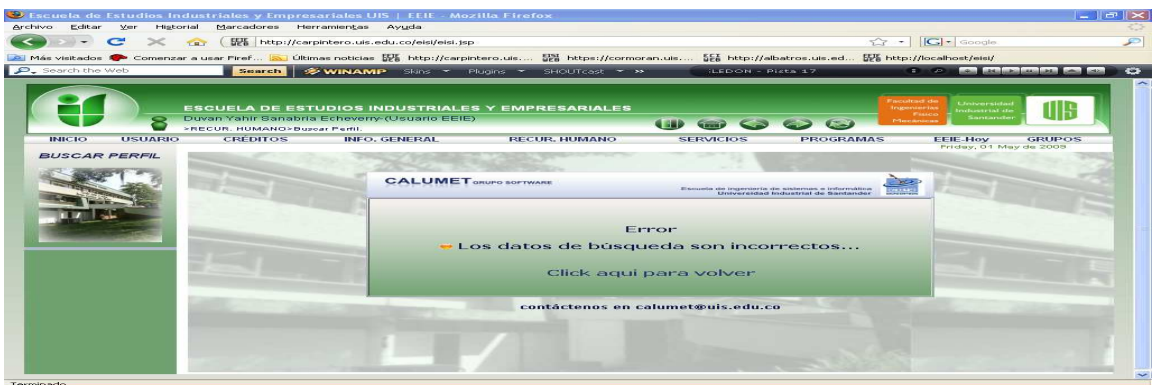 Escuela de Estudios Industriales y Empresariales UIS | EEIE - Mozilla Firefox
Archivo Editar Ver Historial Marcadores Herramientas Ayuda
http://carpintero.uis.edu.co/eisi/eisi.jsp
Google
Más visitados Comenzar a usar Firef... Últimas noticias http://carpintero.uis.... https://cormoran.uis.... http://albatros.uis.ed... http://localhost/eisi/
Search the Web Search WINAMP Skins Plugins SHOUTcast LEDON - Pista 17
ESCUELA DE ESTUDIOS INDUSTRIALES Y EMPRESARIALES
Duvan Yahir Sanabria Echeverry (Usuario EEIE)
>RECUR. HUMANO>Buscar Perfil.
Facultad de
Ingenierías
Físico
Mecánicas
Universidad
Industrial de
Santander
UIS
INICIO USUARIO CRÉDITOS INFO. GENERAL RECUR. HUMANO SERVICIOS PROGRAMAS EEIE-Hoy GRUPOS
Friday, 01 May de 2009
BUSCAR PERFIL
CALUMET GRUPO SOFTWARE
Escuela de ingeniería de sistemas e informática
Universidad Industrial de Santander
Error
Los datos de búsqueda son incorrectos...
Click aquí para volver
contáctenos en calumet@uis.edu.co
Terminado